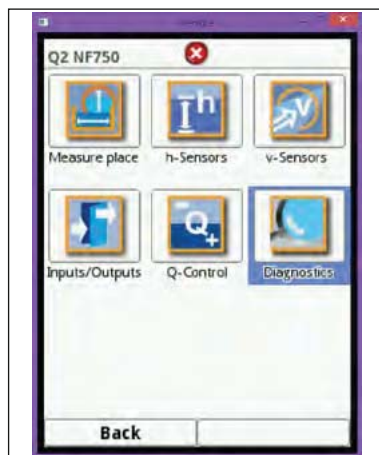 Q2 NF750
Measure place
h-Sensors
v-Sensors
Inputs/Outputs
Q-Control
Diagnostics
Back